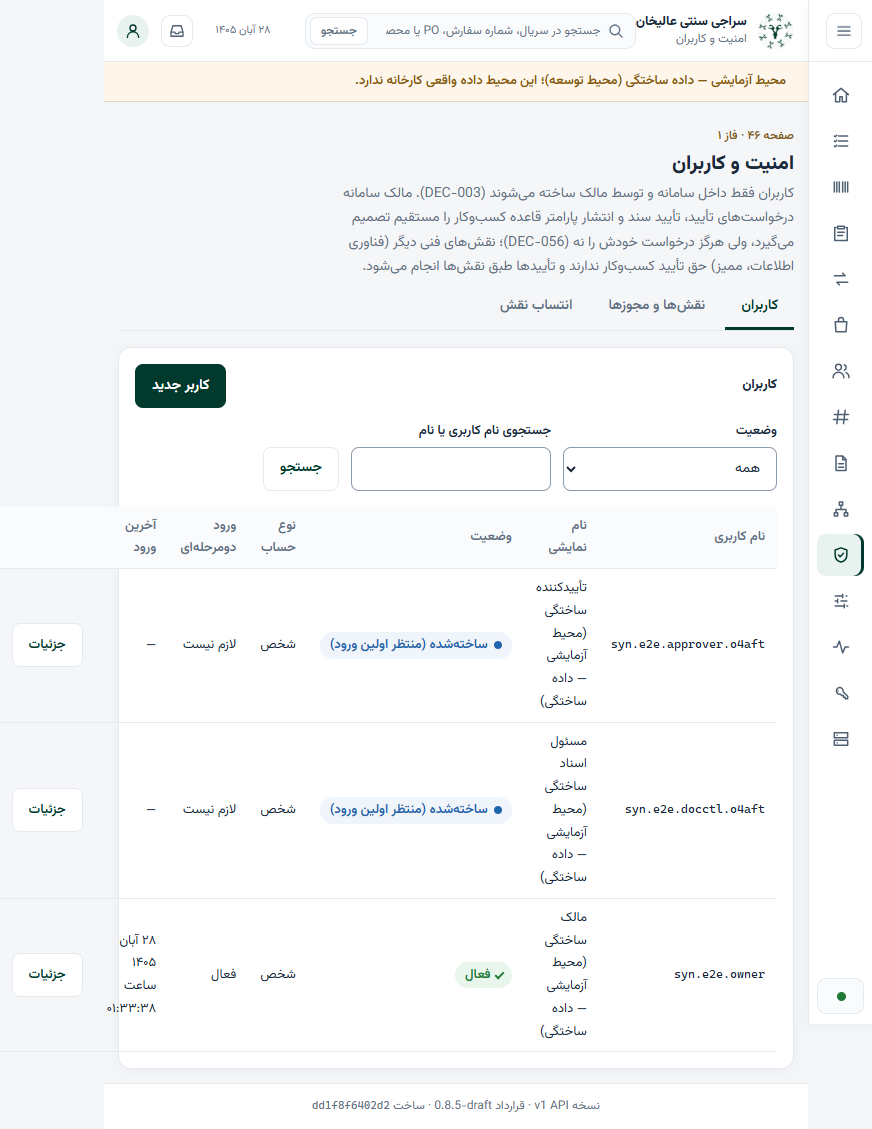 سراجی سنتی عالیخان
امنیت و کاربران
جستجو در سریال، شماره سفارش، PO یا محص
جستجو
۲۸ آبان ۱۴۰۵
محیط آزمایشی — داده ساختگی (محیط توسعه)؛ این محیط داده واقعی کارخانه ندارد.
صفحه ۴۶ · فاز ۱
امنیت و کاربران
کاربران فقط داخل سامانه و توسط مالک ساخته می‌شوند (DEC-003). مالک سامانه
درخواست‌های تأیید، تأیید سند و انتشار پارامتر قاعده کسب‌وکار را مستقیم تصمیم
می‌گیرد، ولی هرگز درخواست خودش را نه (DEC-056)؛ نقش‌های فنی دیگر (فناوری
اطلاعات، ممیز) حق تأیید کسب‌وکار ندارند و تأییدها طبق نقش‌ها انجام می‌شود.
کاربران نقش‌ها و مجوزها انتساب نقش
کاربران
کاربر جدید
وضعیت
جستجوی نام کاربری یا نام
همه
جستجو
نام کاربری
نام
نمایشی
وضعیت
نوع
حساب
ورود
دومرحله‌ای
آخرین
ورود
syn.e2e.approver.o4aft
تأییدکننده
ساختگی
(محیط
آزمایشی
— داده
ساختگی)
ساخته‌شده (منتظر اولین ورود)
شخص
لازم نیست
—
جزئیات
syn.e2e.docctl.o4aft
مسئول
اسناد
ساختگی
(محیط
آزمایشی
— داده
ساختگی)
ساخته‌شده (منتظر اولین ورود)
شخص
لازم نیست
—
جزئیات
syn.e2e.owner
مالک
ساختگی
(محیط
آزمایشی
— داده
ساختگی)
فعال
شخص
فعال
۲۸ آبان
۱۴۰۵
ساعت
۰۱:۳۳:۳۸
جزئیات
نسخه v1 API · قرارداد 0.8.5-draft · ساخت dd1f8f6402d2